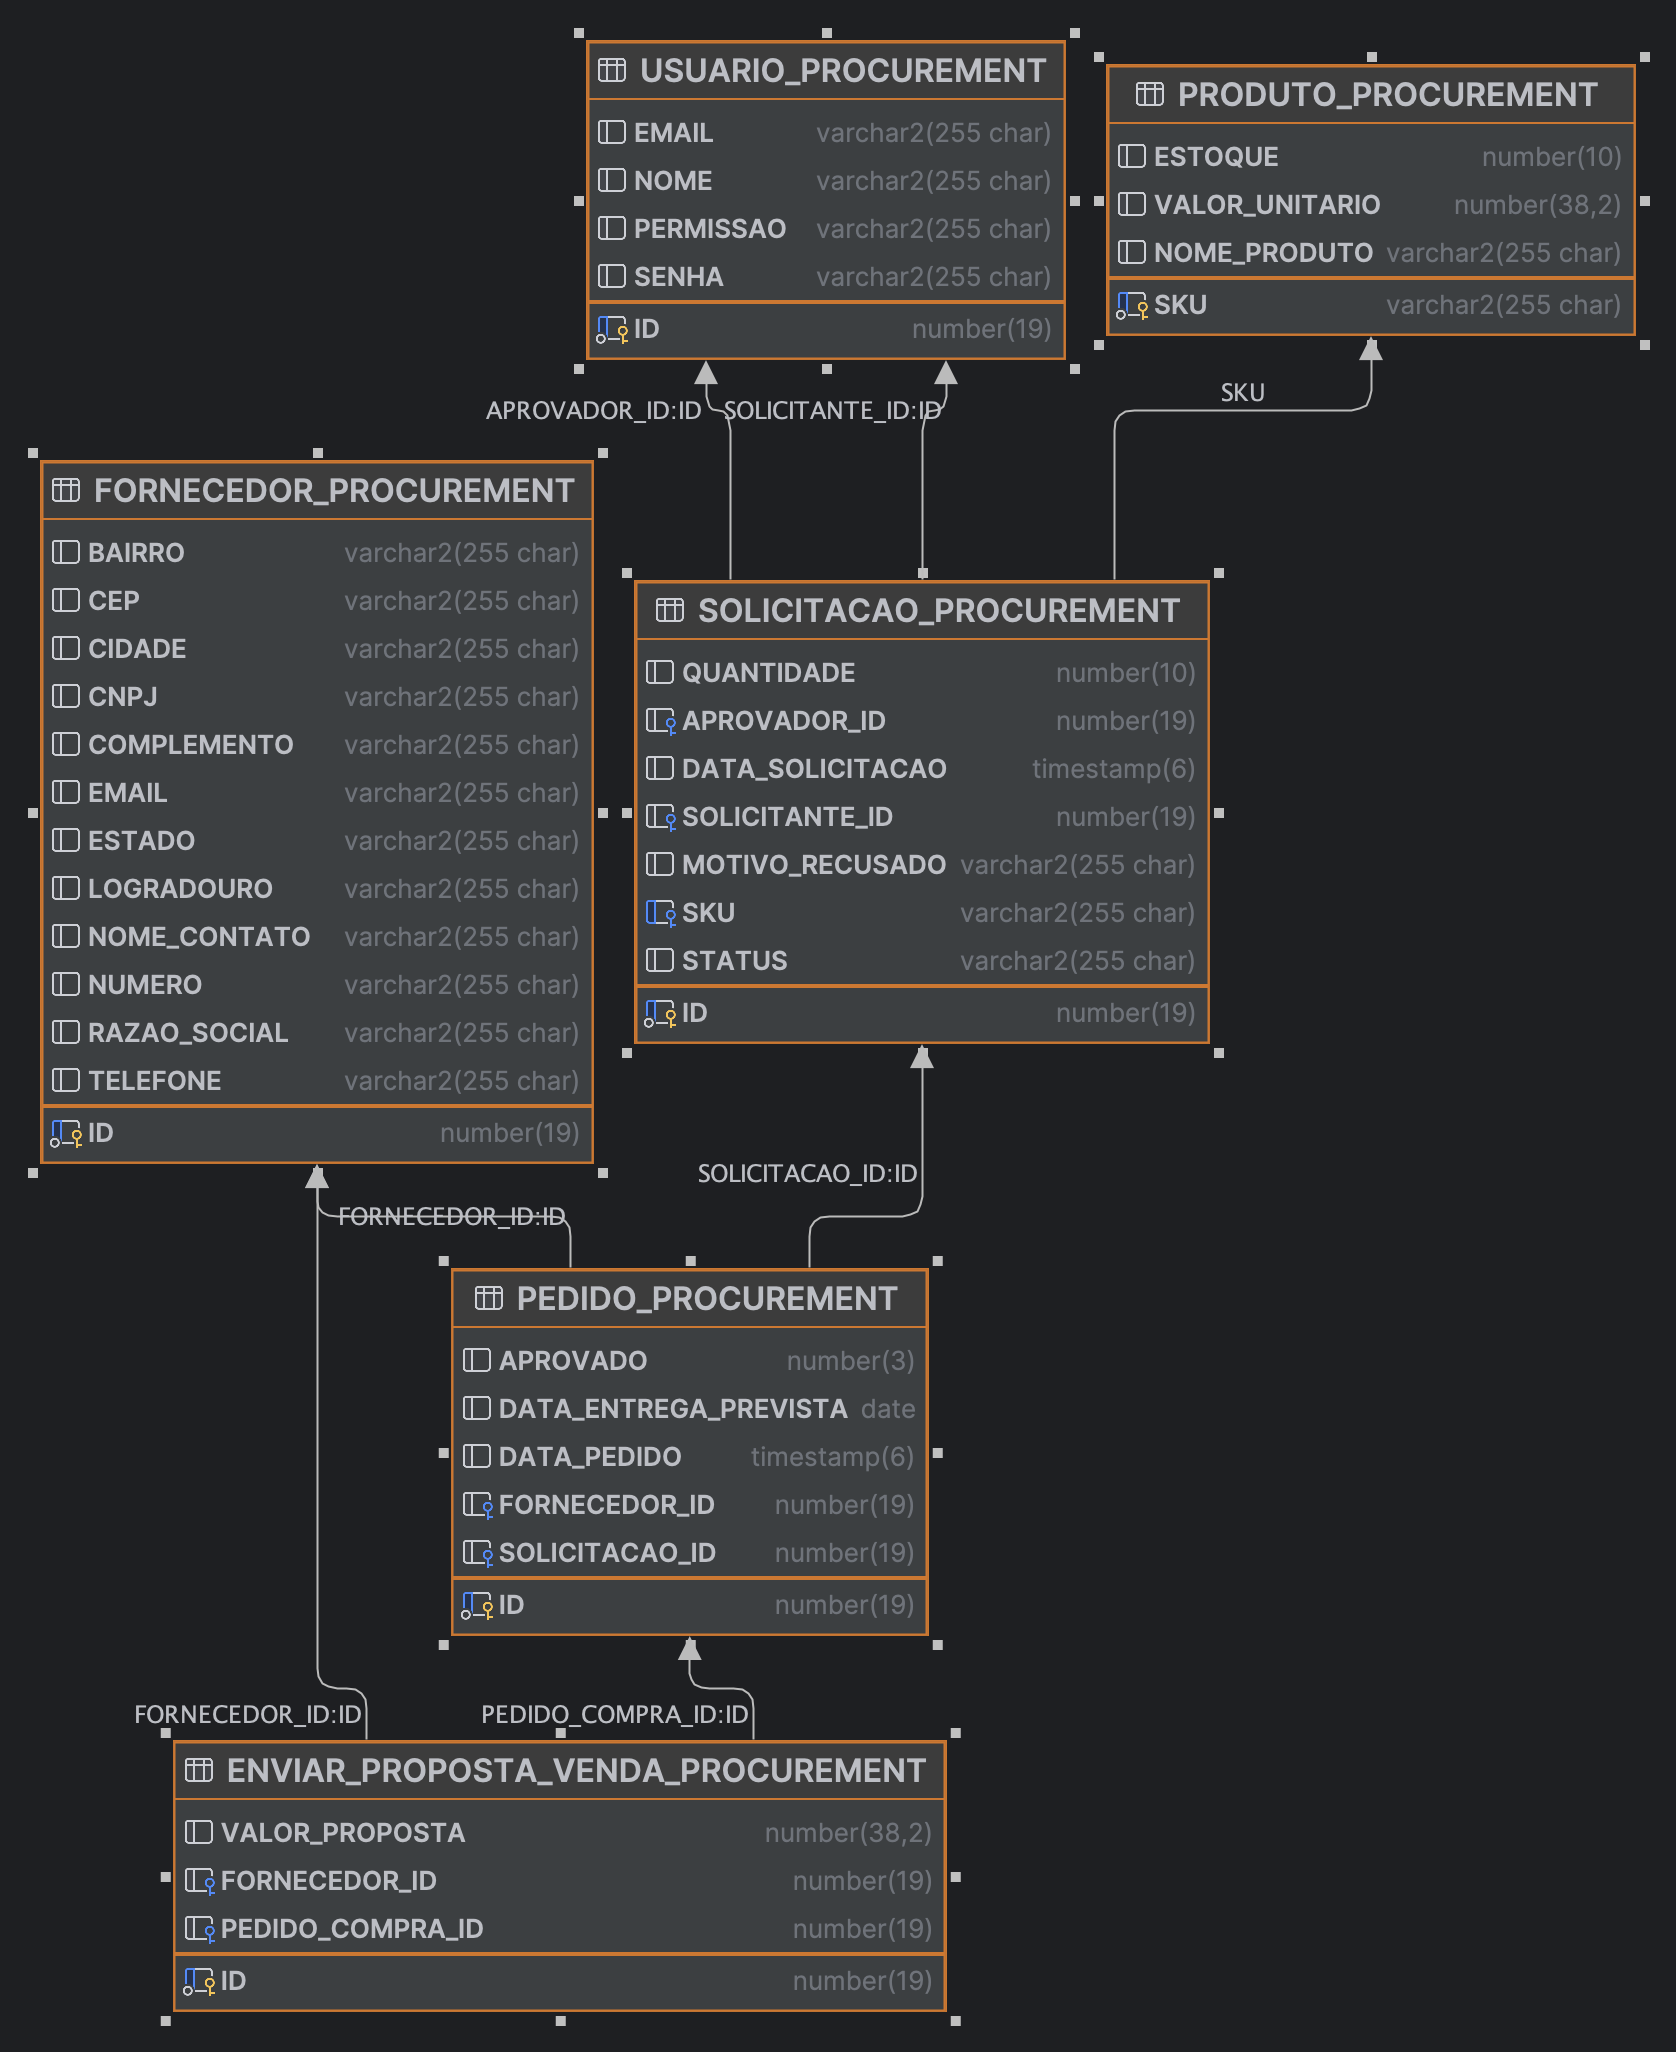 USUARIO_PROCUREMENT
EMAIL varchar2(255 char)
NOME varchar2(255 char)
PERMISSAO varchar2(255 char)
SENHA varchar2(255 char)
ID number(19)
PRODUTO_PROCUREMENT
ESTOQUE number(10)
VALOR_UNITARIO number(38,2)
NOME_PRODUTO varchar2(255 char)
SKU varchar2(255 char)
APROVADOR_ID:ID
SOLICITANTE_ID:ID
SKU
FORNECEDOR_PROCUREMENT
BAIRRO varchar2(255 char)
CEP varchar2(255 char)
CIDADE varchar2(255 char)
CNPJ varchar2(255 char)
COMPLEMENTO varchar2(255 char)
EMAIL varchar2(255 char)
ESTADO varchar2(255 char)
LOGRADOURO varchar2(255 char)
NOME_CONTATO varchar2(255 char)
NUMERO varchar2(255 char)
RAZAO_SOCIAL varchar2(255 char)
TELEFONE varchar2(255 char)
ID number(19)
SOLICITACAO_PROCUREMENT
QUANTIDADE number(10)
APROVADOR_ID number(19)
DATA_SOLICITACAO timestamp(6)
SOLICITANTE_ID number(19)
MOTIVO_RECUSADO varchar2(255 char)
SKU varchar2(255 char)
STATUS varchar2(255 char)
ID number(19)
SOLICITACAO_ID:ID
FORNECEDOR_ID:ID
PEDIDO_PROCUREMENT
APROVADO number(3)
DATA_ENTREGA_PREVISTA date
DATA_PEDIDO timestamp(6)
FORNECEDOR_ID number(19)
SOLICITACAO_ID number(19)
ID number(19)
FORNECEDOR_ID:ID
PEDIDO_COMPRA_ID:ID
ENVIAR_PROPOSTA_VENDA_PROCUREMENT
VALOR_PROPOSTA number(38,2)
FORNECEDOR_ID number(19)
PEDIDO_COMPRA_ID number(19)
ID number(19)